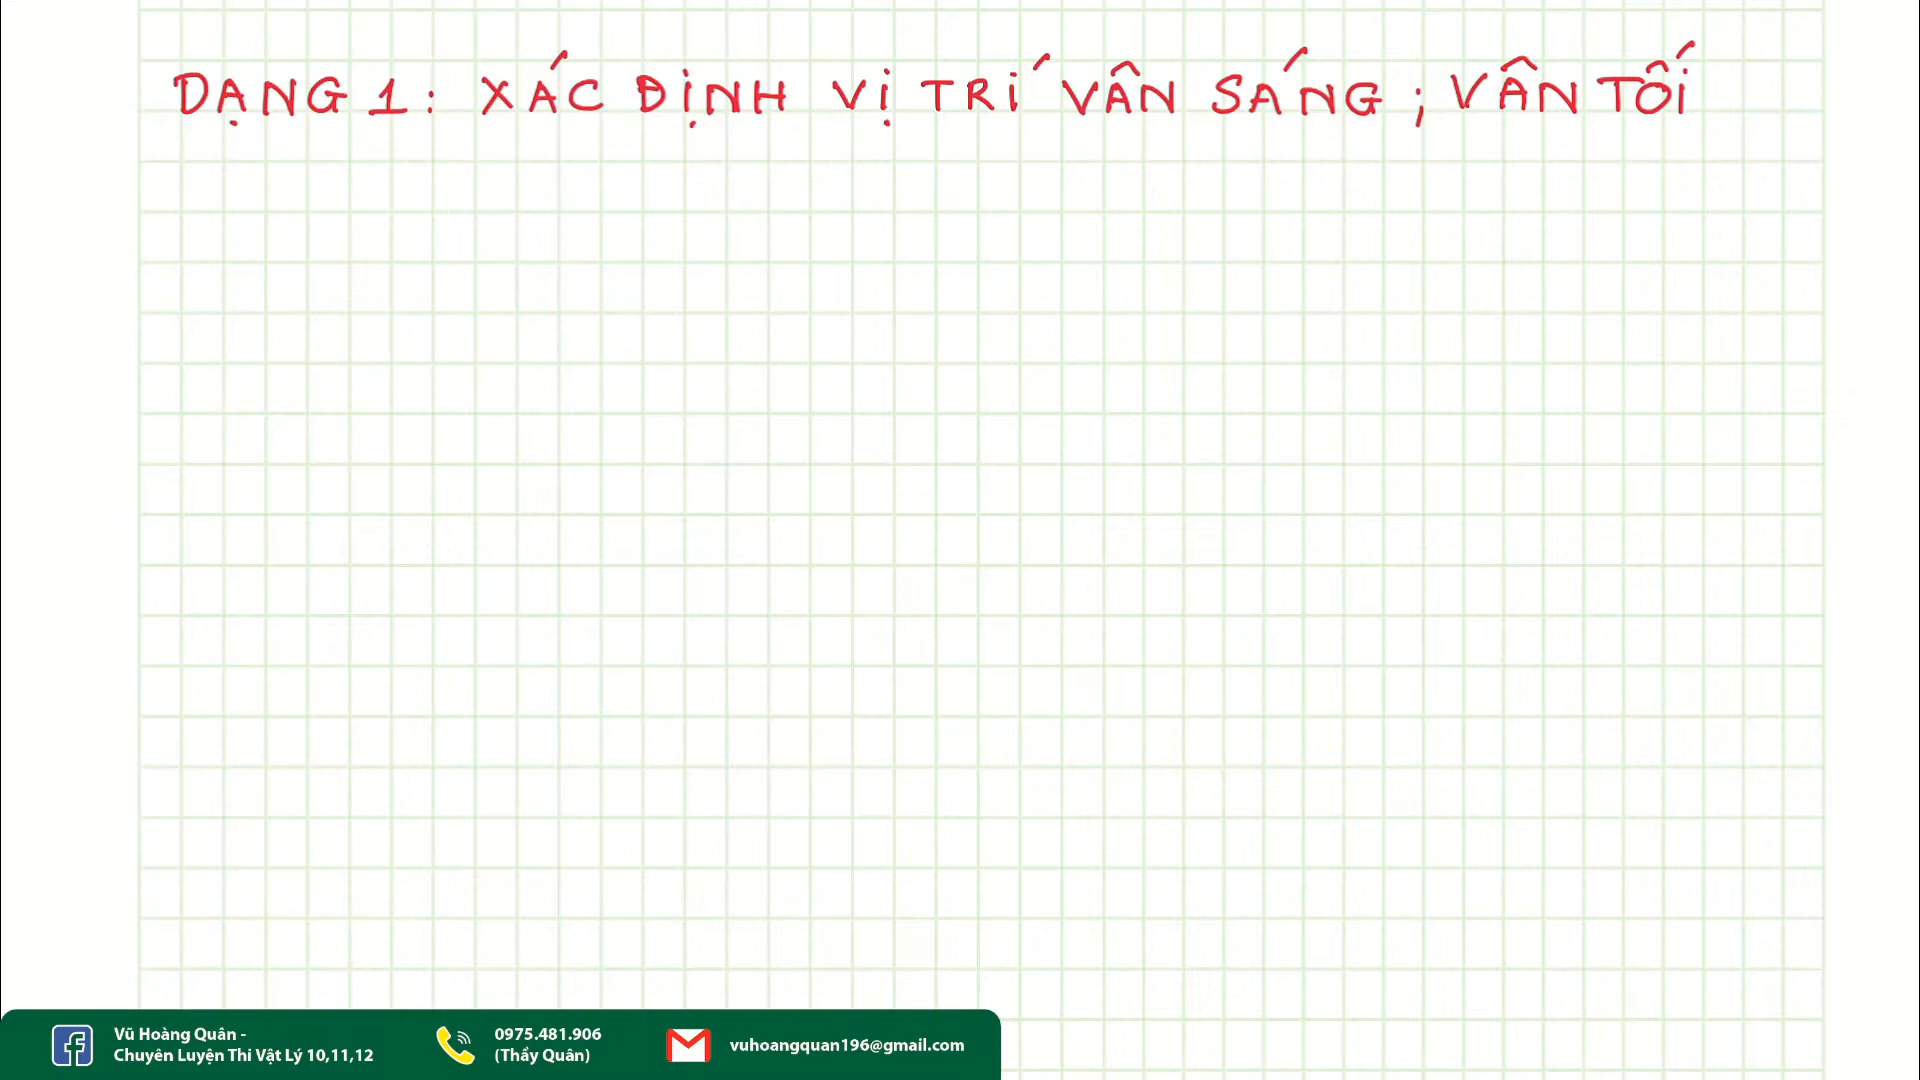 DẠNG 1: XÁC ĐỊNH VỊ TRÍ VÂN SÁNG; VÂN TỐI
Vũ Hoàng Quân -
Chuyên Luyện Thi Vật Lý 10,11,12
0975.481.906
(Thầy Quân)
vuhoangquan196@gmail.com